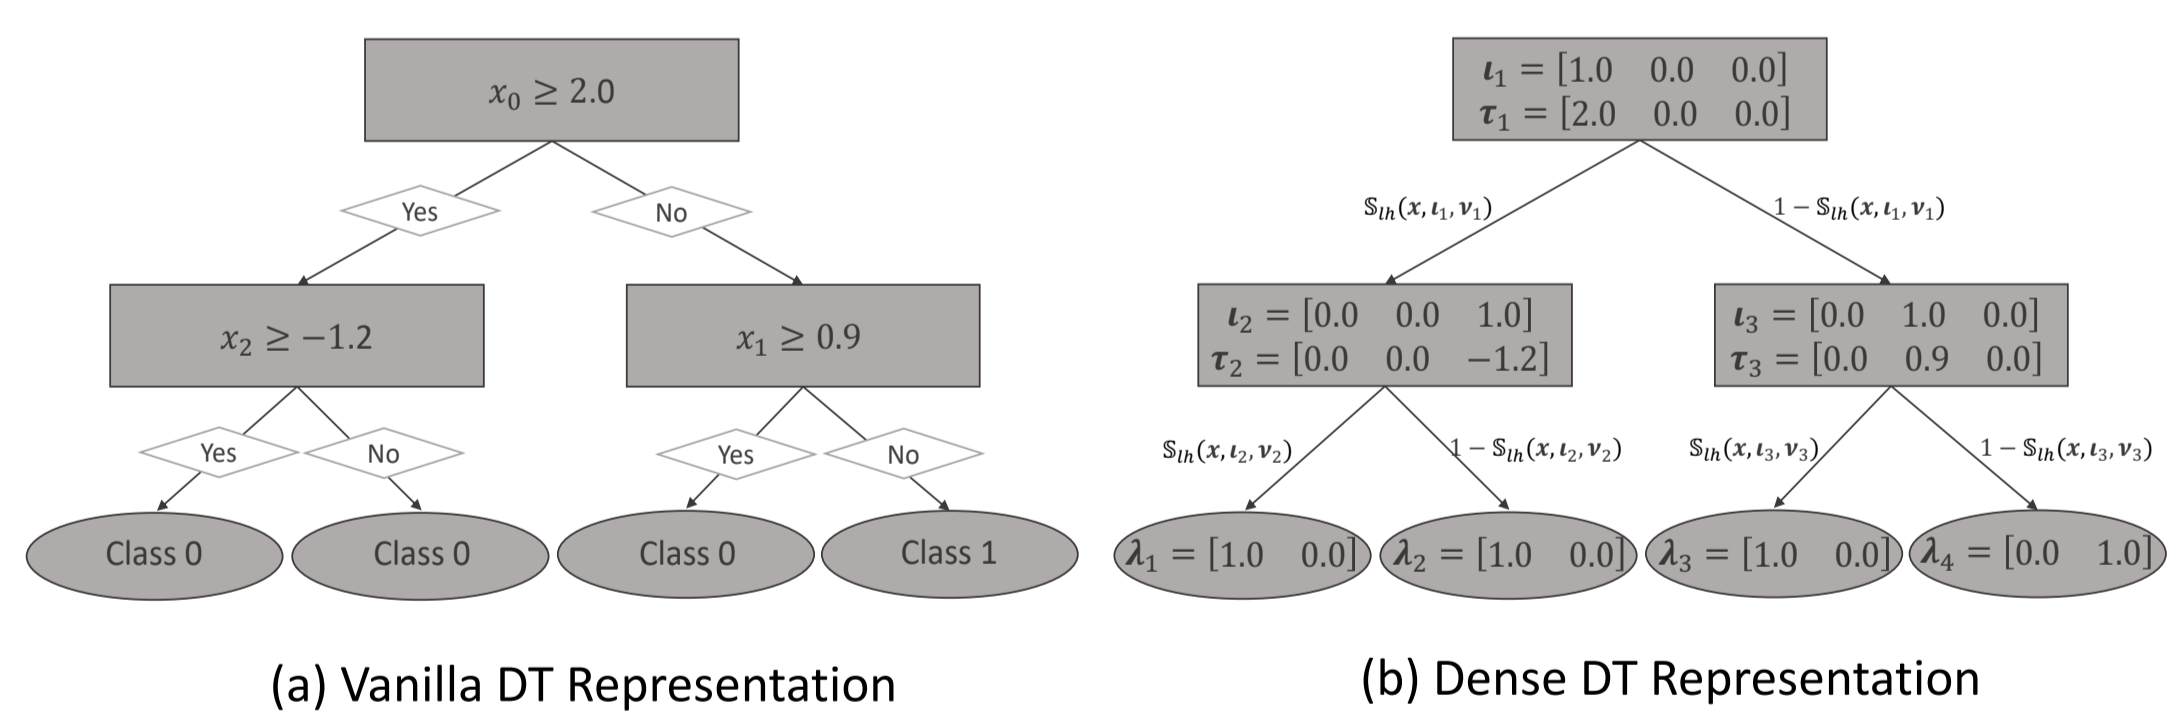 x₀ ≥ 2.0
Yes
No
x₂ ≥ −1.2
x₁ ≥ 0.9
Yes
No
Yes
No
Class 0
Class 0
Class 0
Class 1
(a) Vanilla DT Representation
𝜾₁ = [1.0 0.0 0.0]
𝝉₁ = [2.0 0.0 0.0]
𝕊ₗₕ(𝒙, 𝜾₁, 𝝂₁)
1 − 𝕊ₗₕ(𝒙, 𝜾₁, 𝝂₁)
𝜾₂ = [0.0 0.0 1.0]
𝝉₂ = [0.0 0.0 −1.2]
𝜾₃ = [0.0 1.0 0.0]
𝝉₃ = [0.0 0.9 0.0]
𝕊ₗₕ(𝒙, 𝜾₂, 𝝂₂)
1 − 𝕊ₗₕ(𝒙, 𝜾₂, 𝝂₂)
𝕊ₗₕ(𝒙, 𝜾₃, 𝝂₃)
1 − 𝕊ₗₕ(𝒙, 𝜾₃, 𝝂₃)
𝝀₁ = [1.0 0.0]
𝝀₂ = [1.0 0.0]
𝝀₃ = [1.0 0.0]
𝝀₄ = [0.0 1.0]
(b) Dense DT Representation